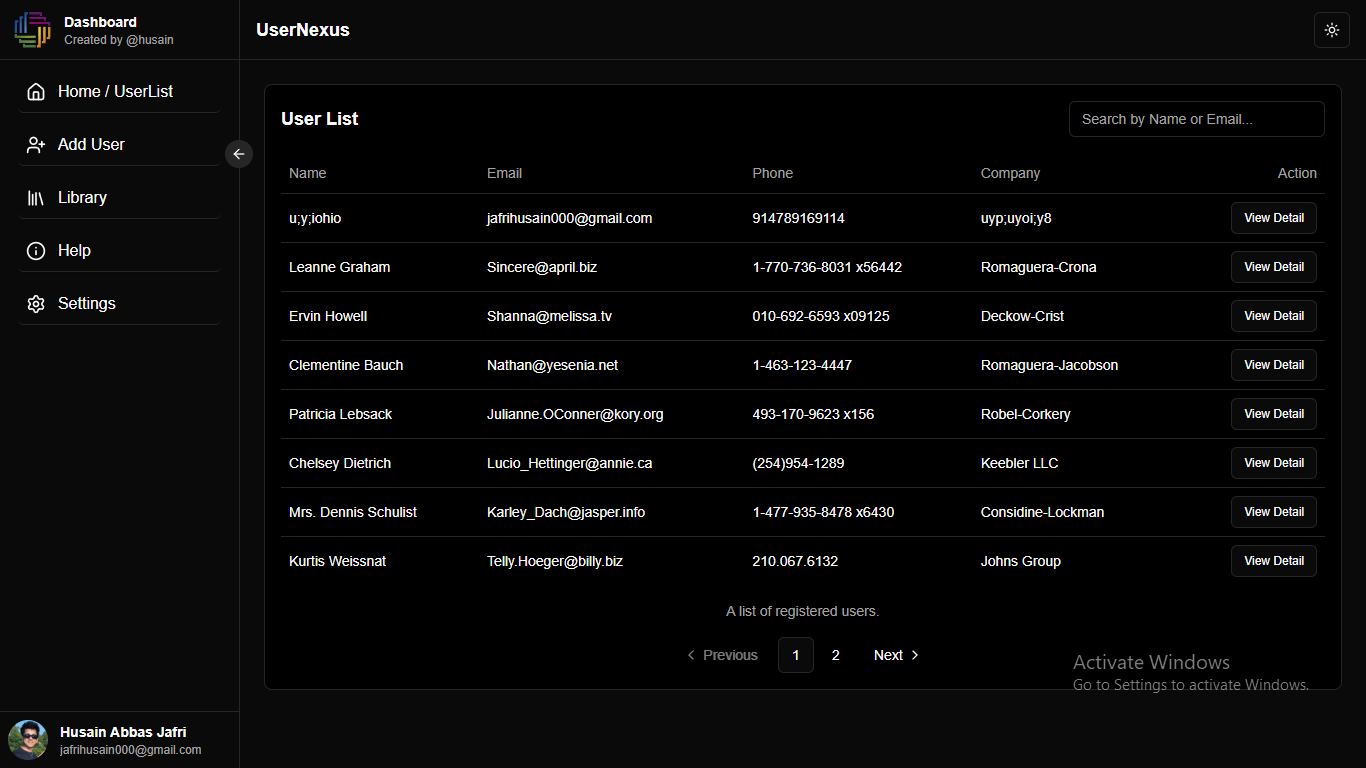 Dashboard
Created by @husain
UserNexus
Home / UserList
Add User
Library
Help
Settings
User List
Search by Name or Email...
Name Email Phone Company Action
u;y;iohio jafrihusain000@gmail.com 914789169114 uyp;uyoi;y8 View Detail
Leanne Graham Sincere@april.biz 1-770-736-8031 x56442 Romaguera-Crona View Detail
Ervin Howell Shanna@melissa.tv 010-692-6593 x09125 Deckow-Crist View Detail
Clementine Bauch Nathan@yesenia.net 1-463-123-4447 Romaguera-Jacobson View Detail
Patricia Lebsack Julianne.OConner@kory.org 493-170-9623 x156 Robel-Corkery View Detail
Chelsey Dietrich Lucio_Hettinger@annie.ca (254)954-1289 Keebler LLC View Detail
Mrs. Dennis Schulist Karley_Dach@jasper.info 1-477-935-8478 x6430 Considine-Lockman View Detail
Kurtis Weissnat Telly.Hoeger@billy.biz 210.067.6132 Johns Group View Detail
A list of registered users.
Previous 1 2 Next
Activate Windows
Go to Settings to activate Windows.
Husain Abbas Jafri
jafrihusain000@gmail.com